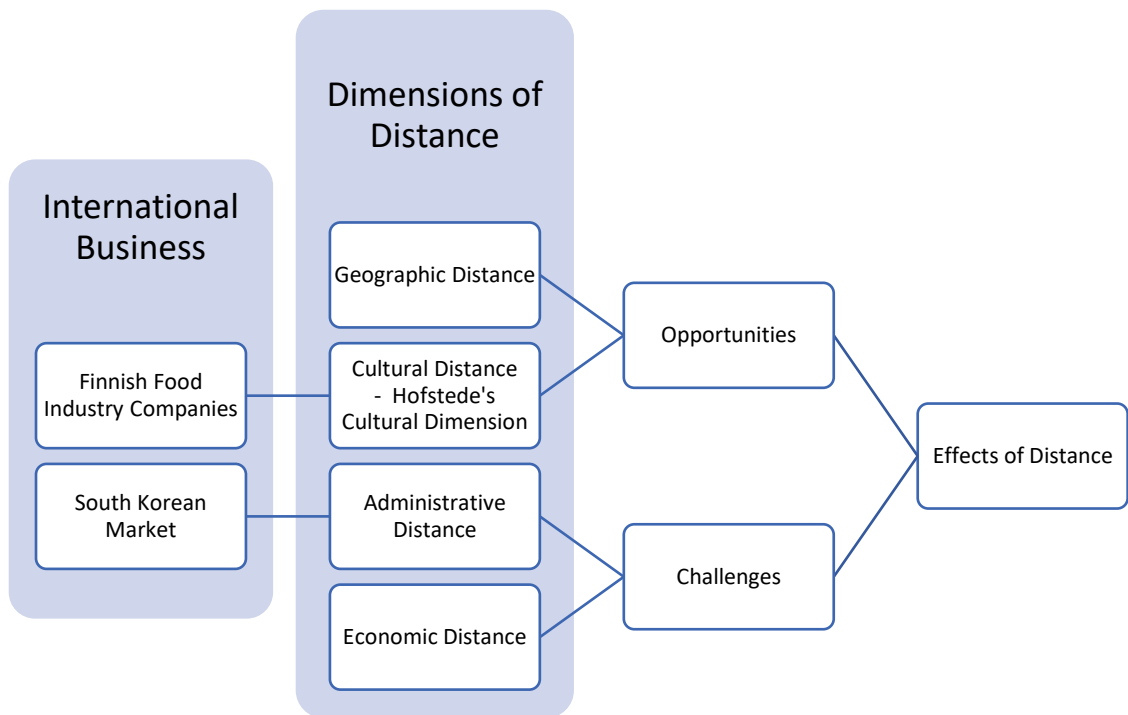 International
Business
Finnish Food
Industry Companies
South Korean
Market
Dimensions of
Distance
Geographic Distance
Cultural Distance
- Hofstede's
Cultural Dimension
Administrative
Distance
Economic Distance
Opportunities
Challenges
Effects of Distance